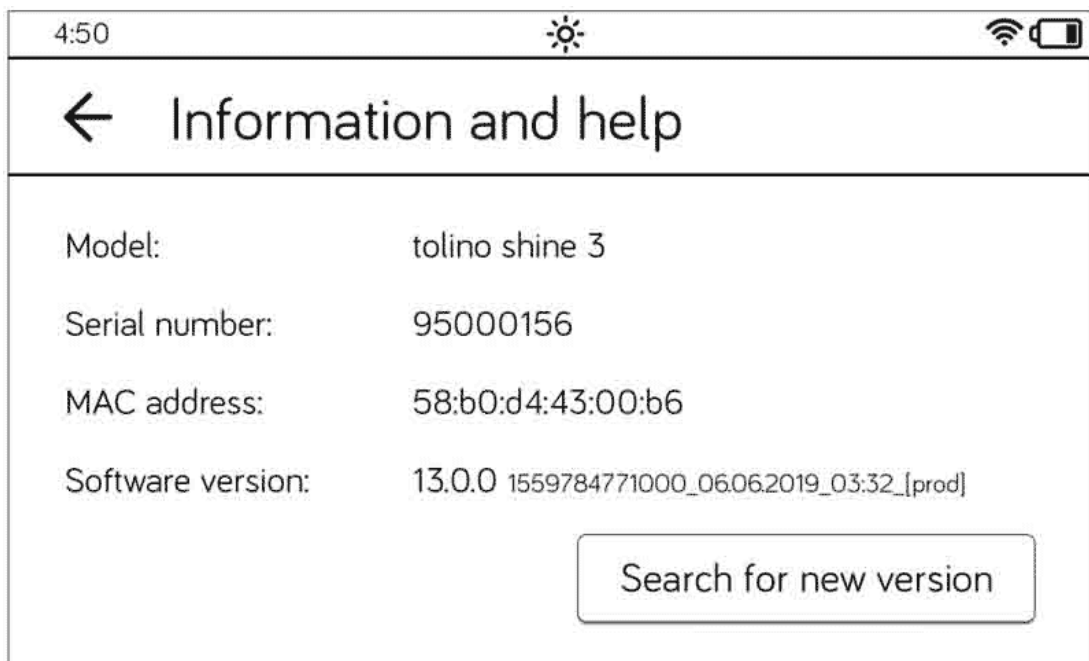 4:50
Information and help
Model: tolino shine 3
Serial number: 95000156
MAC address: 58:b0:d4:43:00:b6
Software version: 13.0.0 1559784771000_06.06.2019_03:32_[prod]
Search for new version